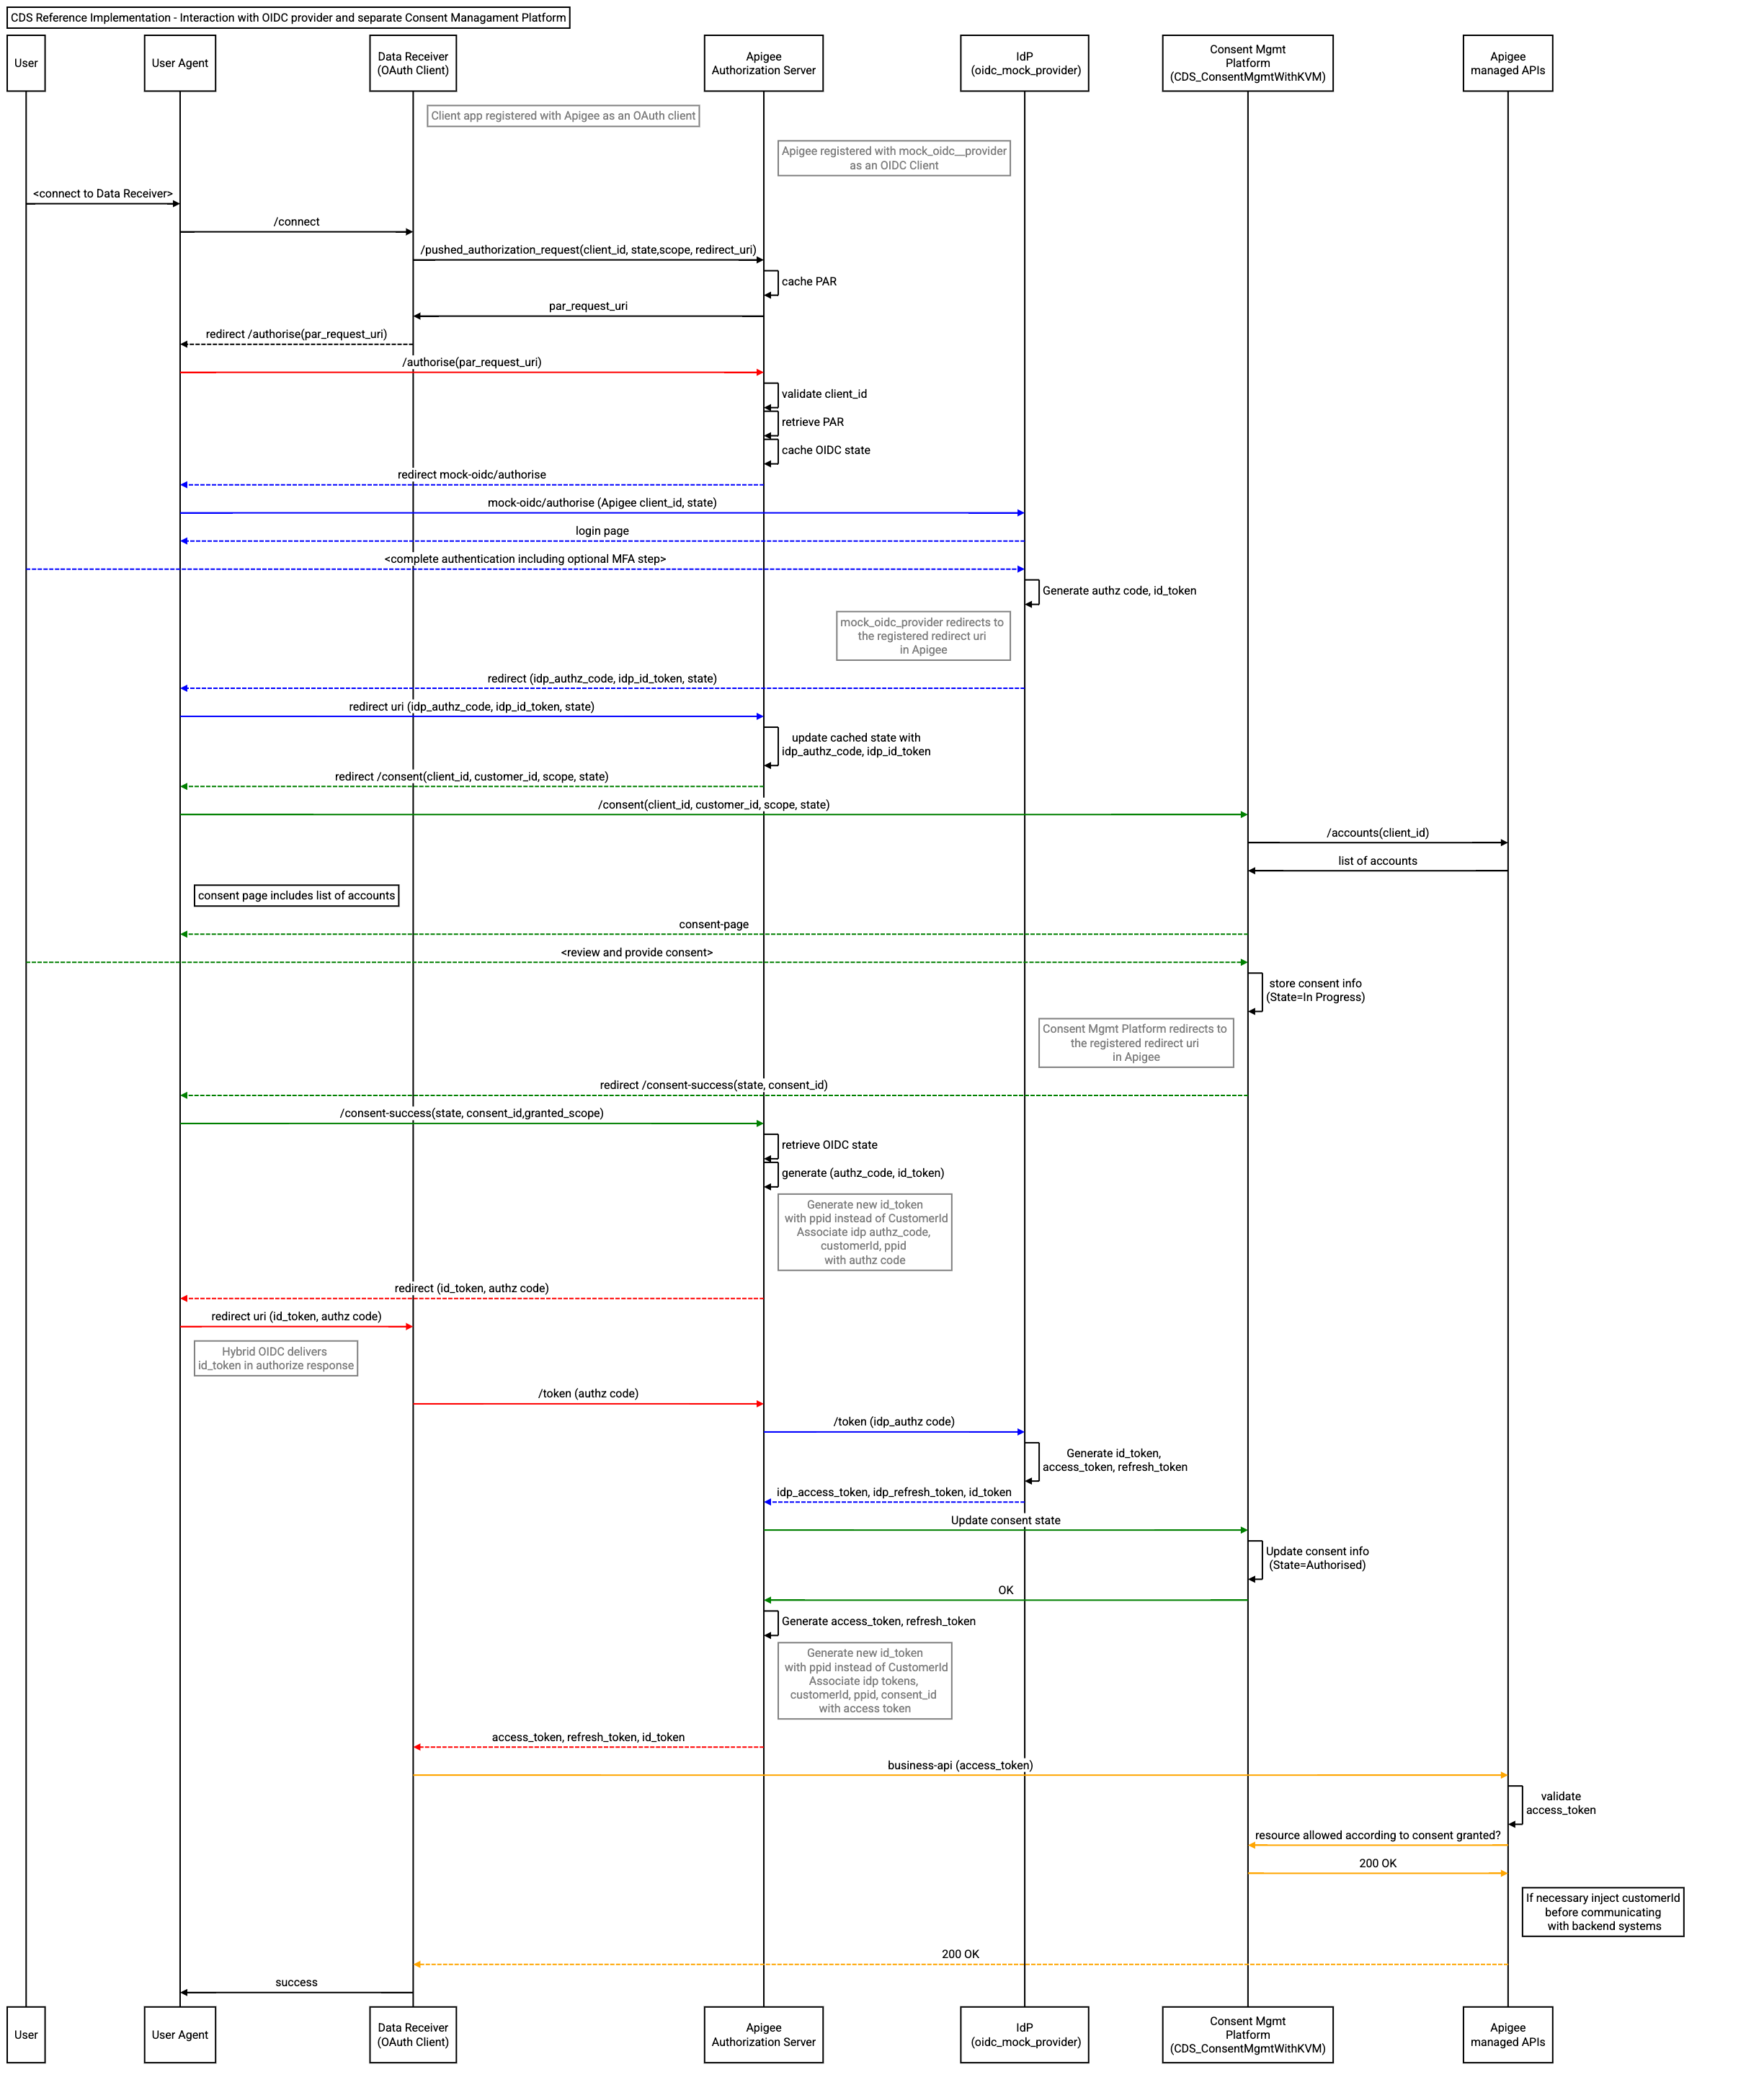 CDS Reference Implementation - Interaction with OIDC provider and separate Consent Managament Platform
User
User Agent
Data Receiver
(OAuth Client)
Apigee
Authorization Server
IdP
(oidc_mock_provider)
Consent Mgmt
Platform
(CDS_ConsentMgmtWithKVM)
Apigee
managed APIs
Client app registered with Apigee as an OAuth client
Apigee registered with mock_oidc__provider
as an OIDC Client
<connect to Data Receiver>
/connect
/pushed_authorization_request(client_id, state,scope, redirect_uri)
cache PAR
par_request_uri
redirect /authorise(par_request_uri)
/authorise(par_request_uri)
validate client_id
retrieve PAR
cache OIDC state
redirect mock-oidc/authorise
mock-oidc/authorise (Apigee client_id, state)
login page
<complete authentication including optional MFA step>
Generate authz code, id_token
mock_oidc_provider redirects to
the registered redirect uri
in Apigee
redirect (idp_authz_code, idp_id_token, state)
redirect uri (idp_authz_code, idp_id_token, state)
update cached state with
idp_authz_code, idp_id_token
redirect /consent(client_id, customer_id, scope, state)
/consent(client_id, customer_id, scope, state)
/accounts(client_id)
list of accounts
consent page includes list of accounts
consent-page
<review and provide consent>
store consent info
(State=In Progress)
Consent Mgmt Platform redirects to
the registered redirect uri
in Apigee
redirect /consent-success(state, consent_id)
/consent-success(state, consent_id,granted_scope)
retrieve OIDC state
generate (authz_code, id_token)
Generate new id_token
with ppid instead of CustomerId
Associate idp authz_code,
customerId, ppid
with authz code
redirect (id_token, authz code)
redirect uri (id_token, authz code)
Hybrid OIDC delivers
id_token in authorize response
/token (authz code)
/token (idp_authz code)
Generate id_token,
access_token, refresh_token
idp_access_token, idp_refresh_token, id_token
Update consent state
Update consent info
(State=Authorised)
OK
Generate access_token, refresh_token
Generate new id_token
with ppid instead of CustomerId
Associate idp tokens,
customerId, ppid, consent_id
with access token
access_token, refresh_token, id_token
business-api (access_token)
validate
access_token
resource allowed according to consent granted?
200 OK
If necessary inject customerId
before communicating
with backend systems
200 OK
success
User
User Agent
Data Receiver
(OAuth Client)
Apigee
Authorization Server
IdP
(oidc_mock_provider)
Consent Mgmt
Platform
(CDS_ConsentMgmtWithKVM)
Apigee
managed APIs